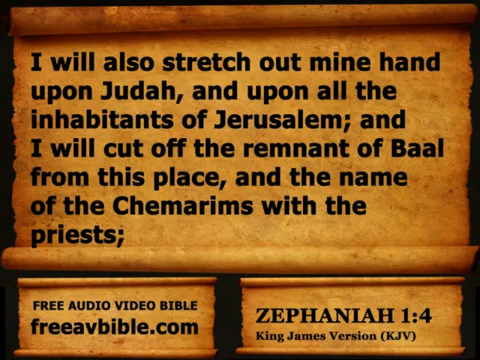 I will also stretch out mine hand
upon Judah, and upon all the
inhabitants of Jerusalem; and
I will cut off the remnant of Baal
from this place, and the name
of the Chemarims with the
priests;
FREE AUDIO VIDEO BIBLE
freeavbible.com
ZEPHANIAH 1:4
King James Version (KJV)